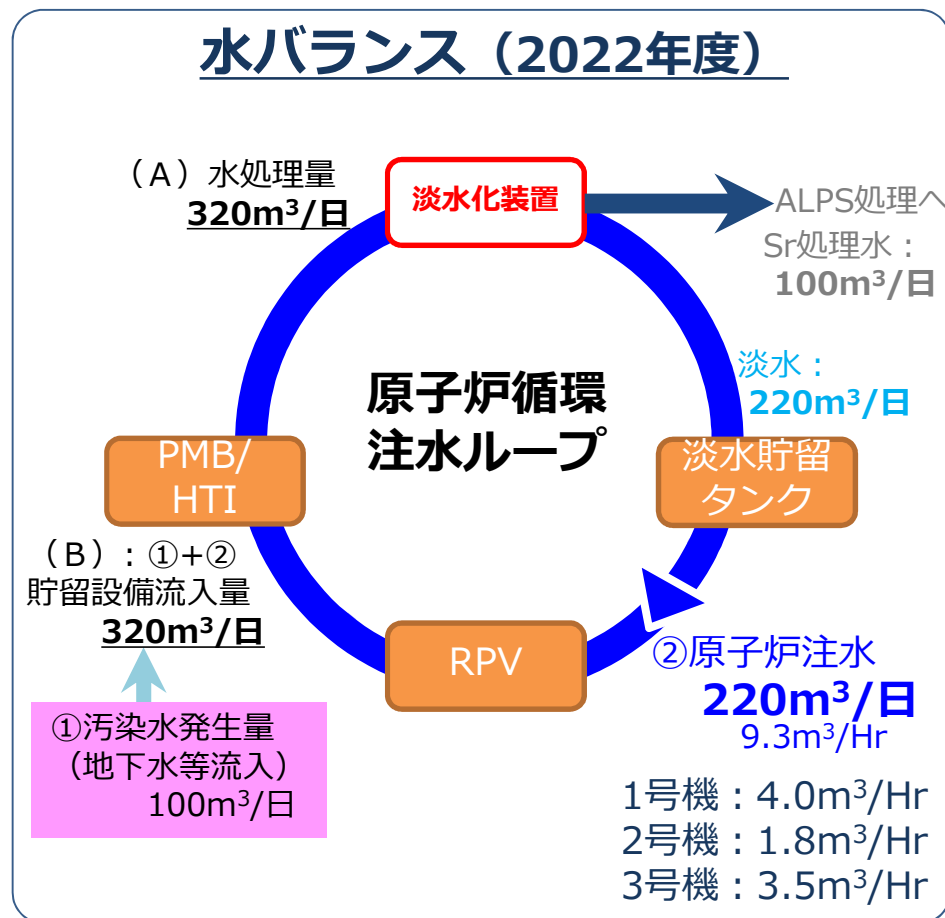 水バランス（2022年度）
（A）水処理量
320m³/日
淡水化装置
ALPS処理へ
Sr処理水：
100m³/日
淡水：
220m³/日
原子炉循環
注水ループ
PMB/
HTI
淡水貯留
タンク
（B）: ①+②
貯留設備流入量
320m³/日
RPV
②原子炉注水
220m³/日
9.3m³/Hr
①汚染水発生量
（地下水等流入）
100m³/日
1号機：4.0m³/Hr
2号機：1.8m³/Hr
3号機：3.5m³/Hr